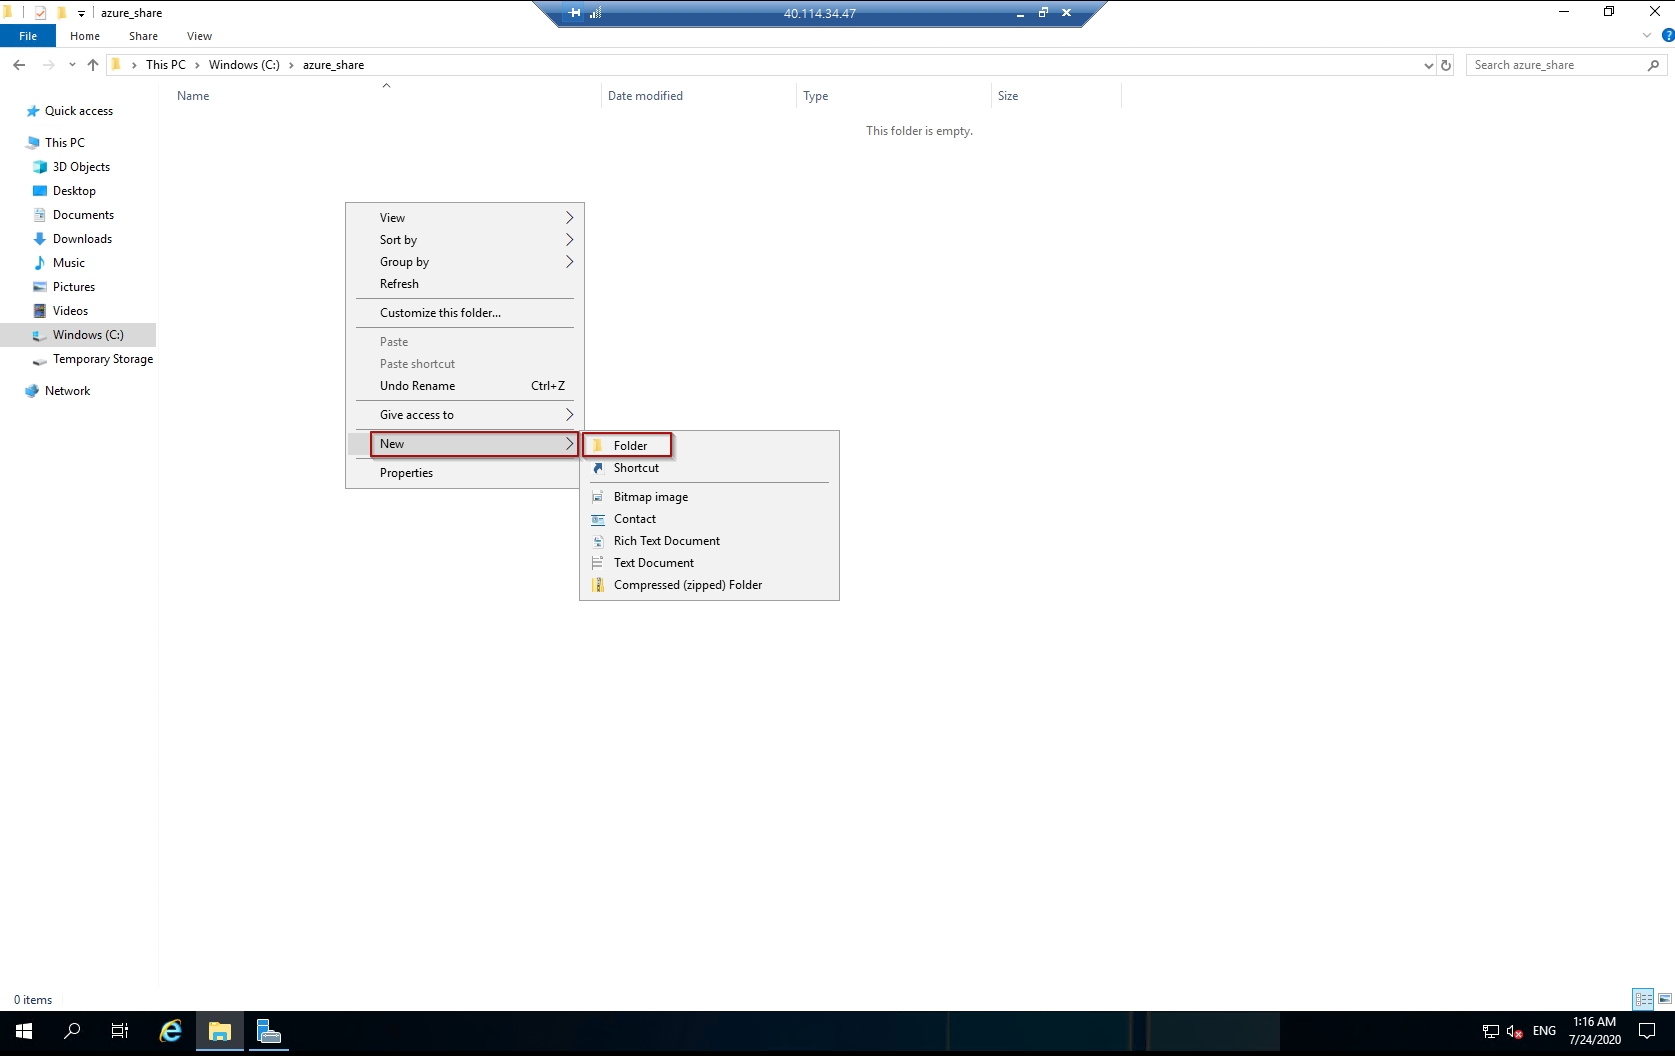 azure_share
40.114.34.47
File Home Share View
This PC Windows (C:) azure_share
Search azure_share
Name Date modified Type Size
This folder is empty.
Quick access
This PC
3D Objects
Desktop
Documents
Downloads
Music
Pictures
Videos
Windows (C:)
Temporary Storage
Network
View
Sort by
Group by
Refresh
Customize this folder...
Paste
Paste shortcut
Undo Rename Ctrl+Z
Give access to
New
Properties
Folder
Shortcut
Bitmap image
Contact
Rich Text Document
Text Document
Compressed (zipped) Folder
0 items
ENG
1:16 AM
7/24/2020